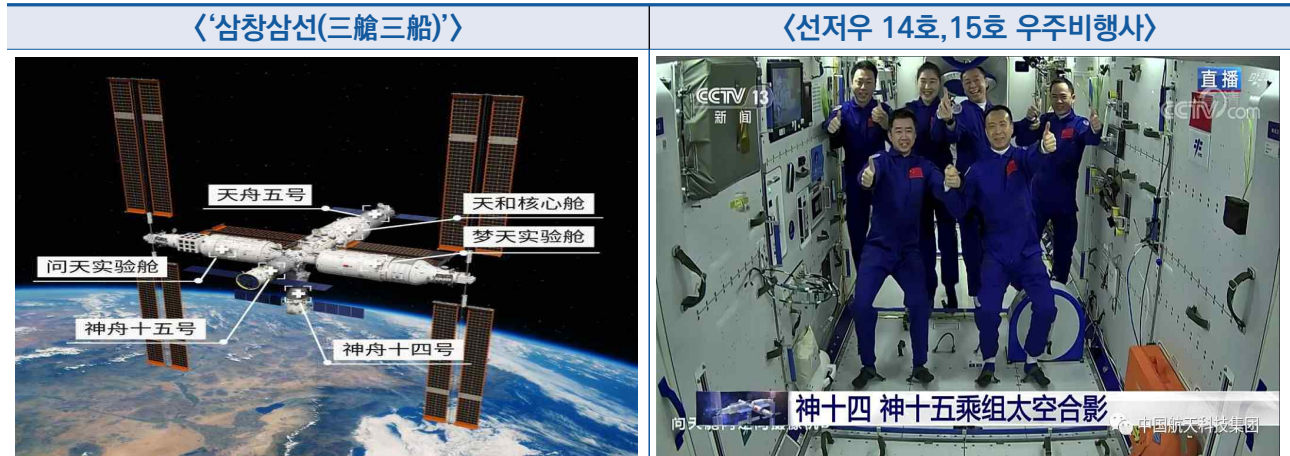 <‘삼창삼선(三艙三船)’>
<선저우 14호,15호 우주비행사>
天舟五号
天和核心舱
梦天实验舱
问天实验舱
神舟十五号
神舟十四号
CCTV 13
新闻
直播
CCTV.com
神十四 神十五乘组太空合影
中国航天科技集团